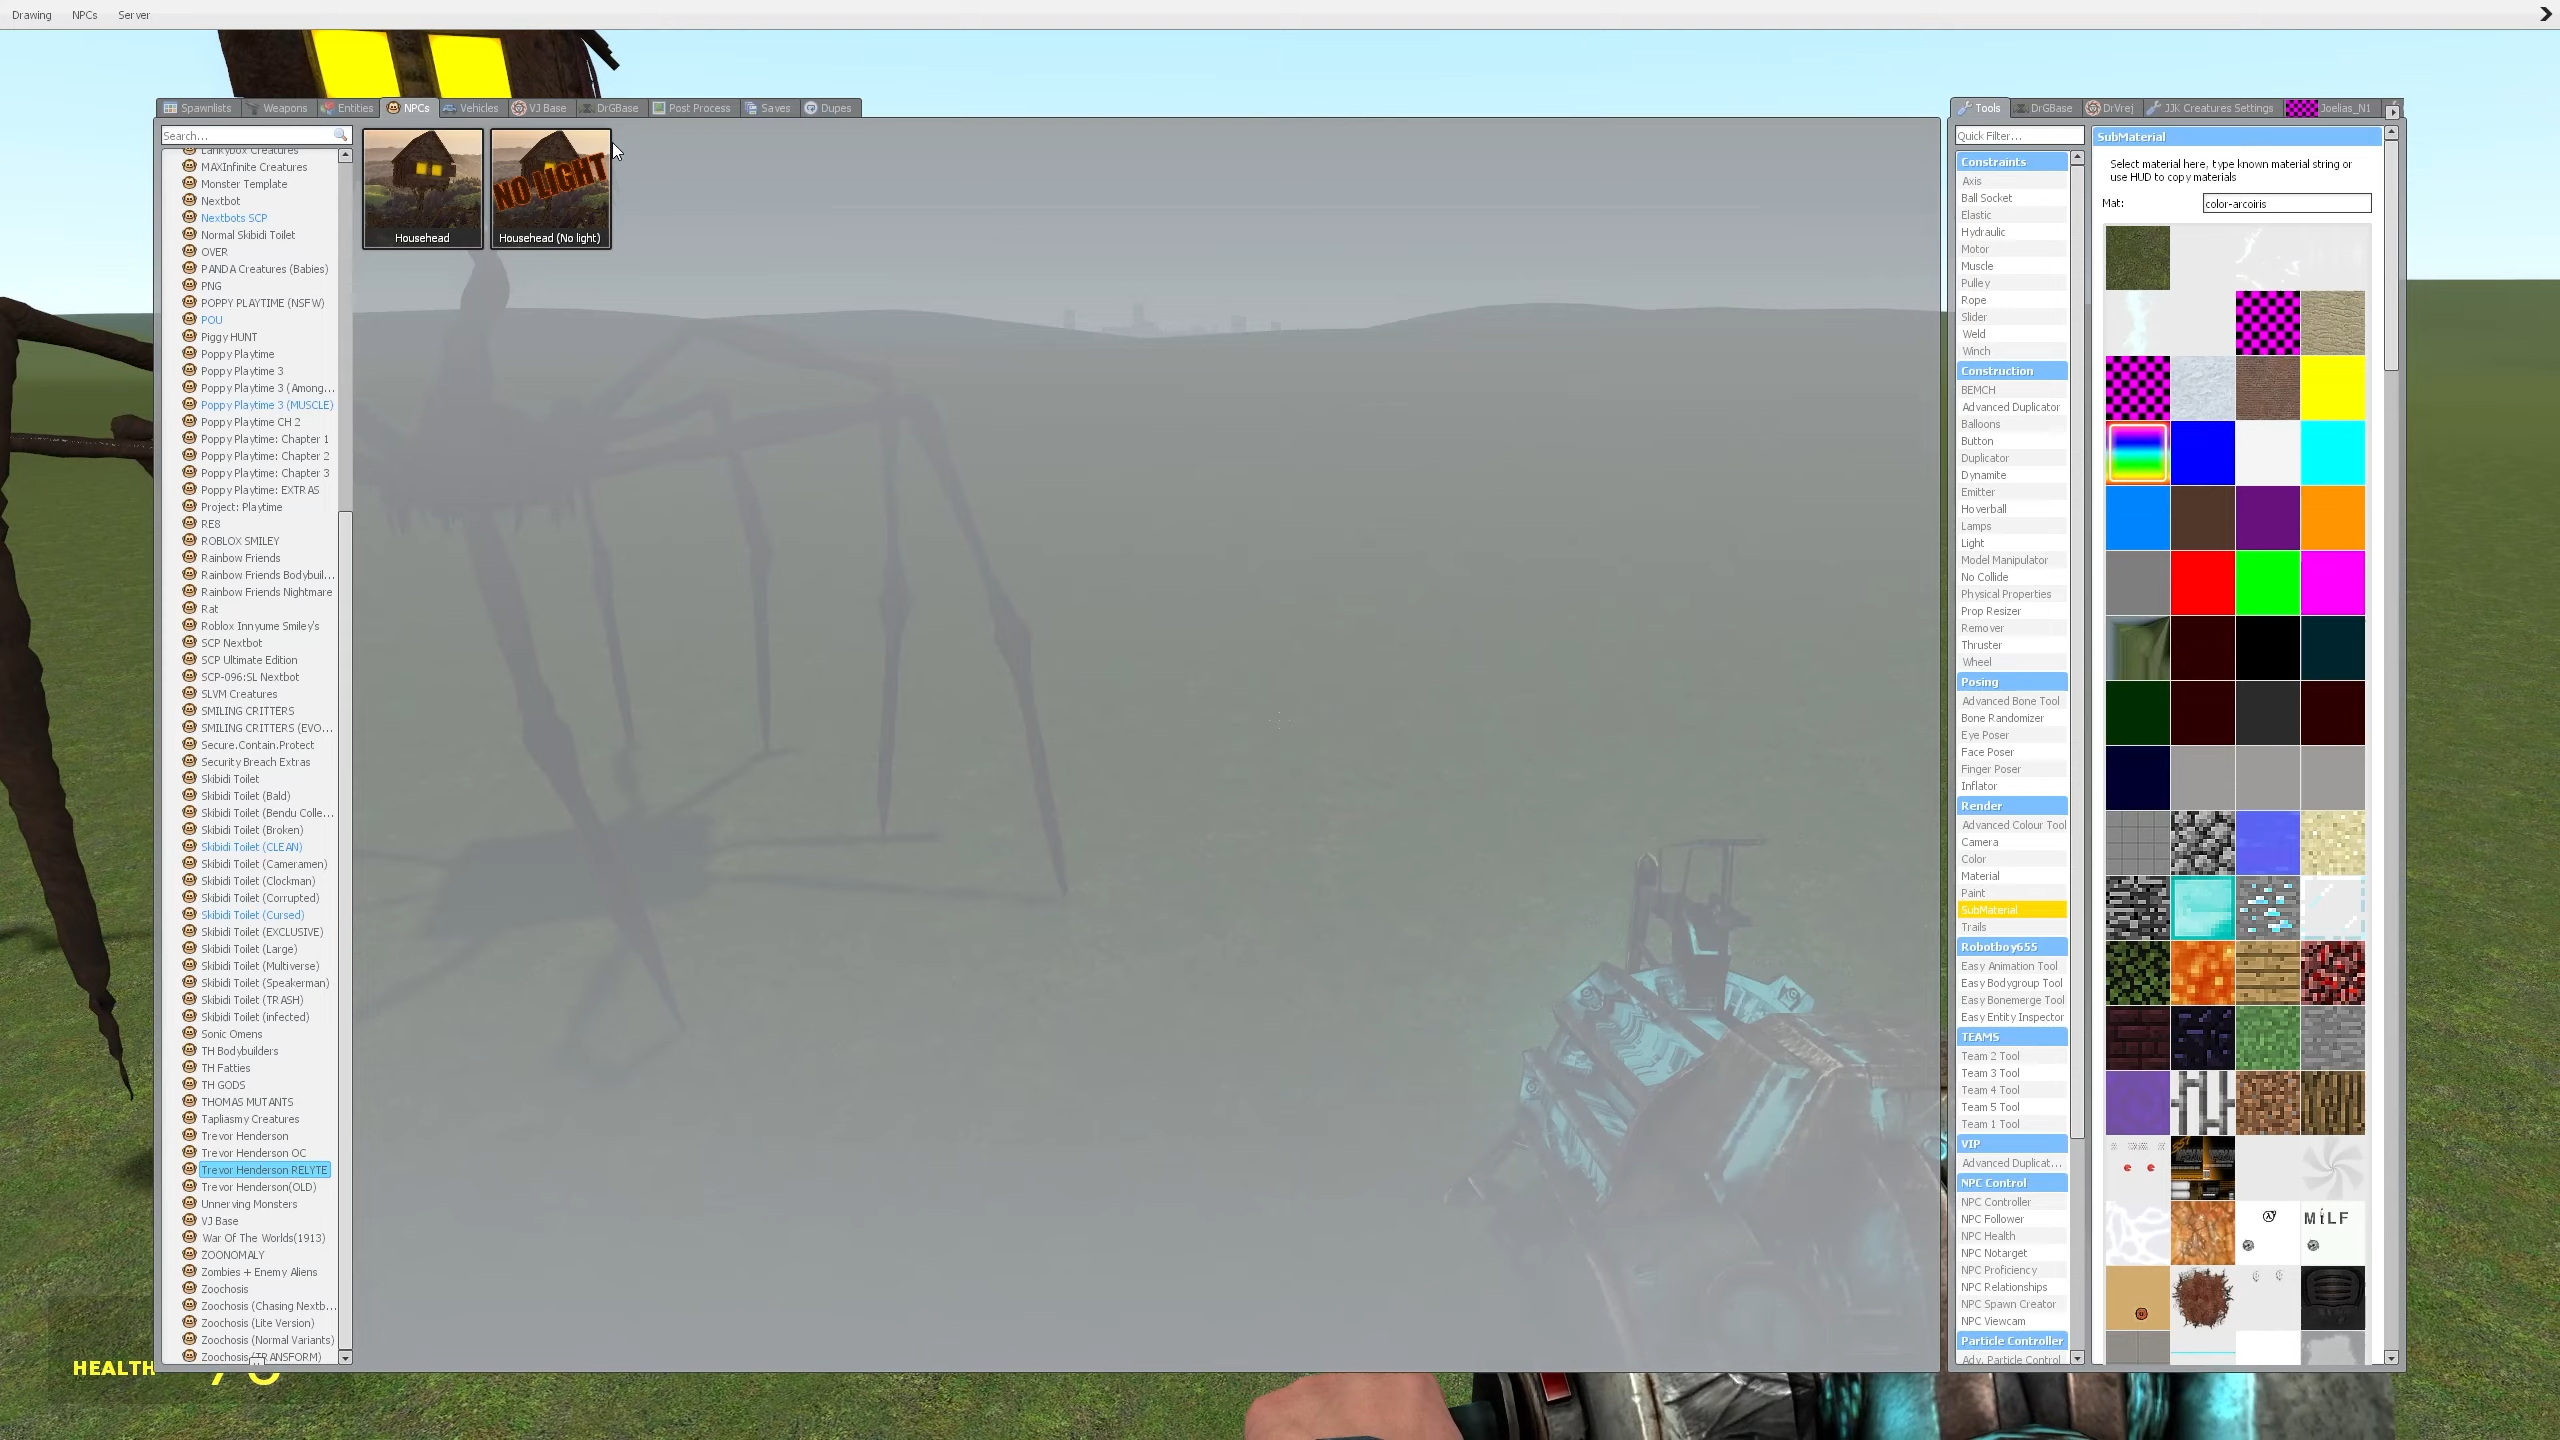 Drawing NPCs Server
Spawnlists Weapons Entities NPCs Vehicles VJ Base DrGBase Post Process Saves Dupes
Search...
Lankybox Creatures
MAXInfinite Creatures
Monster Template
Nextbot
Nextbots SCP
Normal Skibidi Toilet
OVER
PANDA Creatures (Babies)
PNG
POPPY PLAYTIME (NSFW)
POU
Piggy HUNT
Poppy Playtime
Poppy Playtime 3
Poppy Playtime 3 (Among...
Poppy Playtime 3 (MUSCLE)
Poppy Playtime CH 2
Poppy Playtime: Chapter 1
Poppy Playtime: Chapter 2
Poppy Playtime: Chapter 3
Poppy Playtime: EXTRAS
Project: Playtime
RE8
ROBLOX SMILEY
Rainbow Friends
Rainbow Friends Bodybuil...
Rainbow Friends Nightmare
Rat
Roblox Innyume Smiley's
SCP Nextbot
SCP Ultimate Edition
SCP-096:SL Nextbot
SLVM Creatures
SMILING CRITTERS
SMILING CRITTERS (EVO...
Secure.Contain.Protect
Security Breach Extras
Skibidi Toilet
Skibidi Toilet (Bald)
Skibidi Toilet (Bendu Colle...
Skibidi Toilet (Broken)
Skibidi Toilet (CLEAN)
Skibidi Toilet (Cameramen)
Skibidi Toilet (Clockman)
Skibidi Toilet (Corrupted)
Skibidi Toilet (Cursed)
Skibidi Toilet (EXCLUSIVE)
Skibidi Toilet (Large)
Skibidi Toilet (Multiverse)
Skibidi Toilet (Speakerman)
Skibidi Toilet (TRASH)
Skibidi Toilet (infected)
Sonic Omens
TH Bodybuilders
TH Fatties
TH GODS
THOMAS MUTANTS
Tapliasmy Creatures
Trevor Henderson
Trevor Henderson OC
Trevor Henderson RELYTE
Trevor Henderson(OLD)
Unnerving Monsters
VJ Base
War Of The Worlds(1913)
ZOONOMALY
Zombies + Enemy Aliens
Zoochosis
Zoochosis (Chasing Nextb...
Zoochosis (Lite Version)
Zoochosis (Normal Variants)
Zoochosis (TRANSFORM)
HEALTH
NO LIGHT
Househead
Househead (No light)
Tools DrGBase DrVrej JJK Creatures Settings Joelias_N1
Quick Filter...
Constraints
Axis
Ball Socket
Elastic
Hydraulic
Motor
Muscle
Pulley
Rope
Slider
Weld
Winch
Construction
BEMCH
Advanced Duplicator
Balloons
Button
Duplicator
Dynamite
Emitter
Hoverball
Lamps
Light
Model Manipulator
No Collide
Physical Properties
Prop Resizer
Remover
Thruster
Wheel
Posing
Advanced Bone Tool
Bone Randomizer
Eye Poser
Face Poser
Finger Poser
Inflator
Render
Advanced Colour Tool
Camera
Color
Material
Paint
SubMaterial
Trails
Robotboy655
Easy Animation Tool
Easy Bodygroup Tool
Easy Bonemerge Tool
Easy Entity Inspector
TEAMS
Team 2 Tool
Team 3 Tool
Team 4 Tool
Team 5 Tool
Team 1 Tool
VIP
Advanced Duplicat...
NPC Control
NPC Controller
NPC Follower
NPC Health
NPC Notarget
NPC Proficiency
NPC Relationships
NPC Spawn Creator
NPC Viewcam
Particle Controller
Adv. Particle Control
SubMaterial
Select material here, type known material string or
use HUD to copy materials
Mat: color-arcoiris
MILF